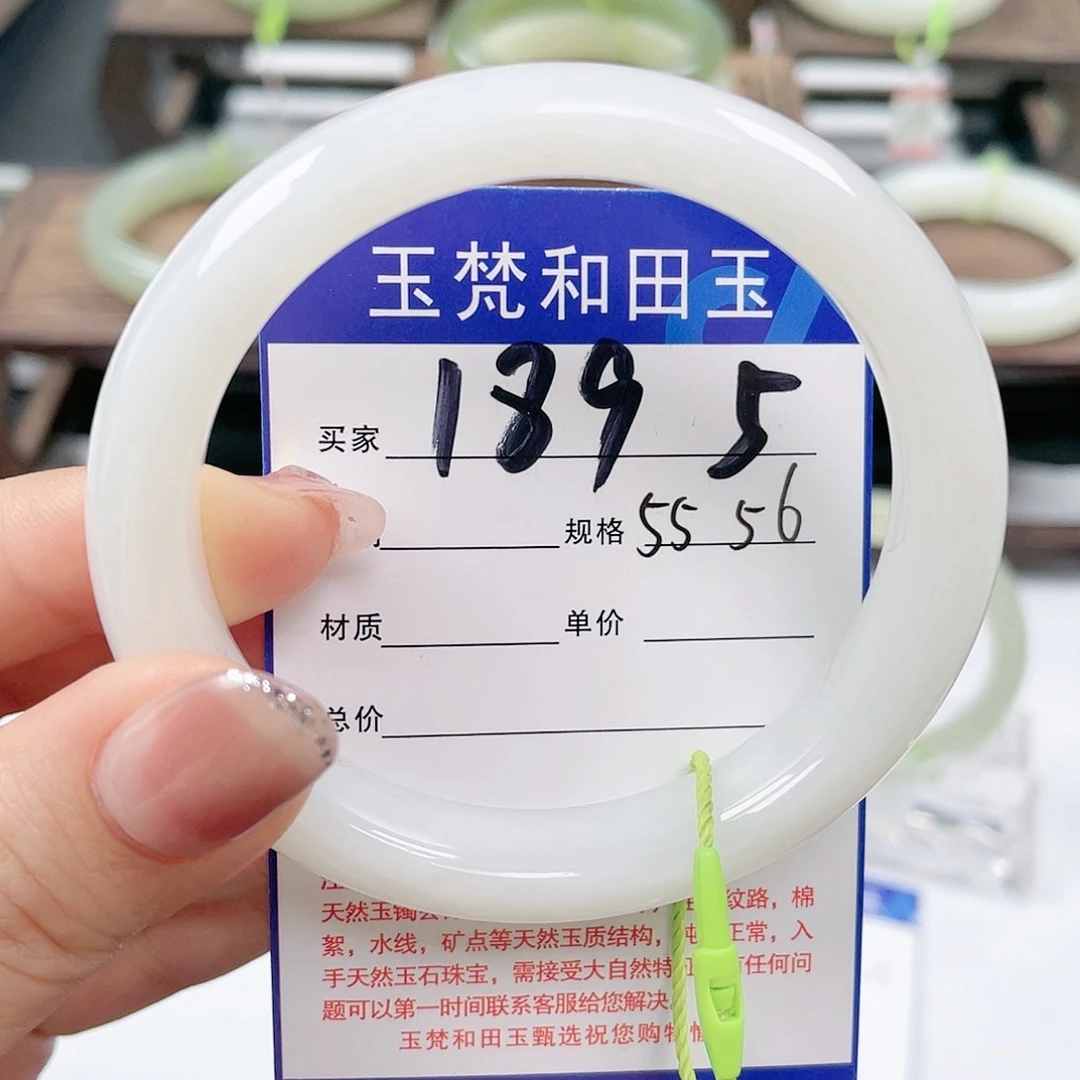 玉梵和田玉
买家 189 5
规格 55 56
材质 单价
总价
天然玉镯 纹路，棉
絮，水线，矿点等天然玉质结构， 正常，入
手天然玉石珠宝，需接受大自然特 任何问
题可以第一时间联系客服给您解决
玉梵和田玉甄选祝您购物